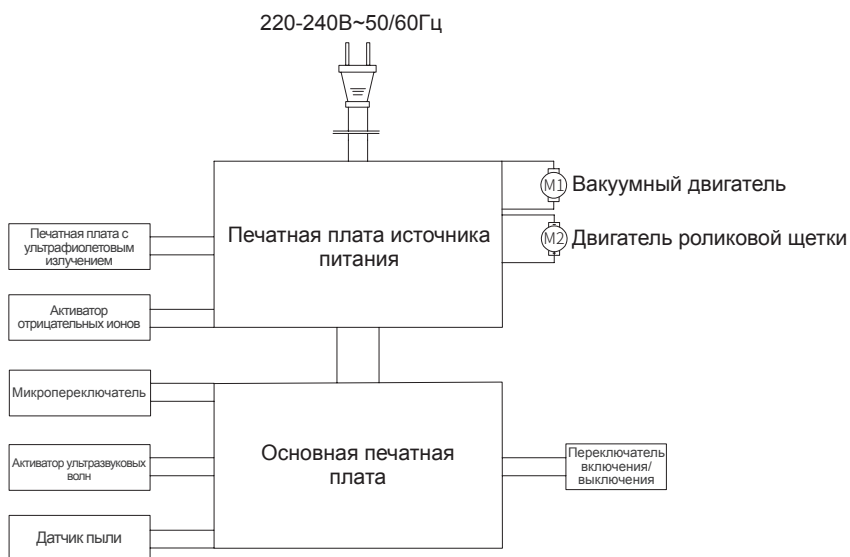 220-240В~50/60Гц
M1
Вакуумный двигатель
Печатная плата с
ультрафиолетовым
излучением
Печатная плата источника
питания
M2
Двигатель роликовой щетки
Активатор
отрицательных ионов
Микропереключатель
Активатор ультразвуковых
волн
Основная печатная
плата
Переключатель
включения/
выключения
Датчик пыли